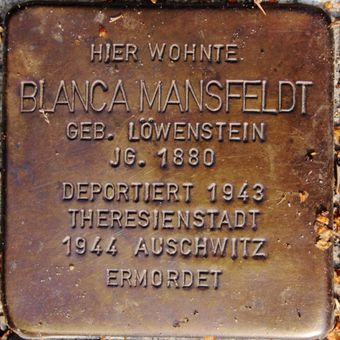 HIER WOHNTE
BLANCA MANSFELDT
GEB. LÖWENSTEIN
JG. 1880
DEPORTIERT 1943
THERESIENSTADT
1944 AUSCHWITZ
ERMORDET